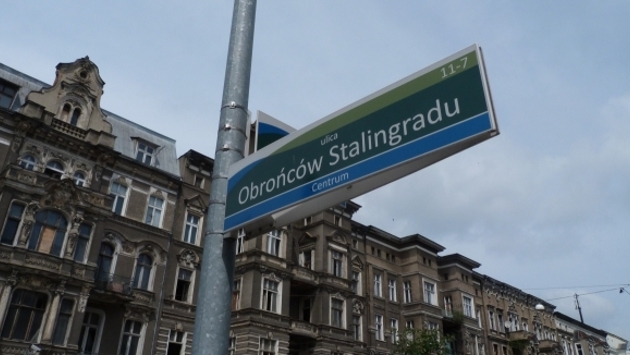 11-7
ulica
Obrońców Stalingradu
Centrum